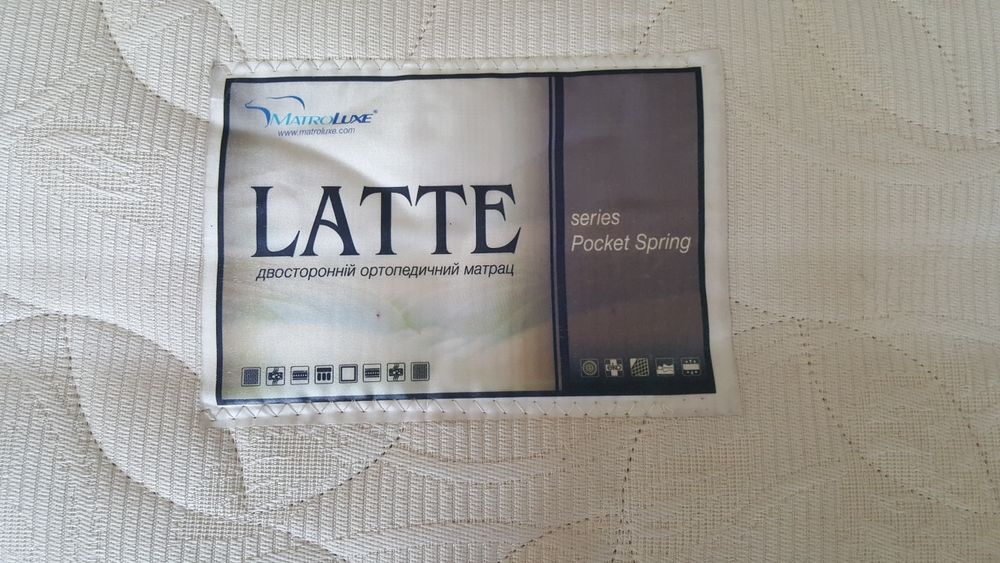 MATROLUXE®
www.matroluxe.com
LATTE
двосторонній ортопедичний матрац
series
Pocket Spring